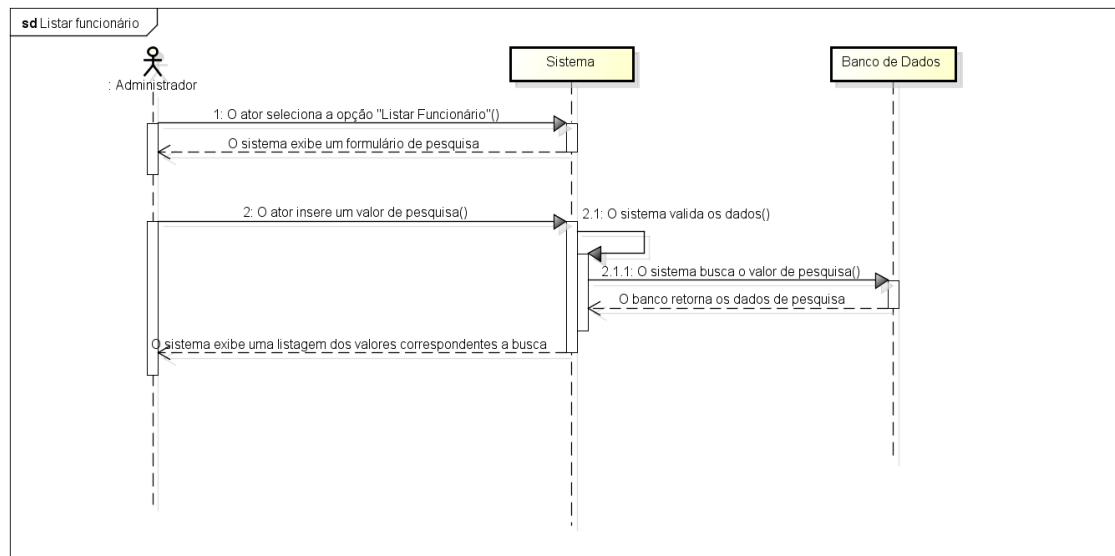 sd Listar funcionário
Sistema
Banco de Dados
: Administrador
1: O ator seleciona a opção "Listar Funcionário"()
O sistema exibe um formulário de pesquisa
2: O ator insere um valor de pesquisa()
2.1: O sistema valida os dados()
2.1.1: O sistema busca o valor de pesquisa()
O banco retorna os dados de pesquisa
O sistema exibe uma listagem dos valores correspondentes a busca